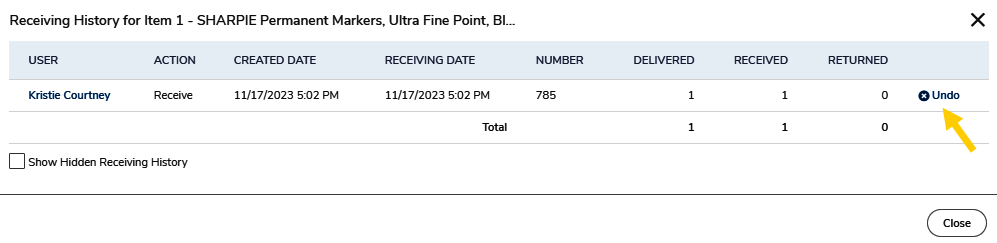 Receiving History for Item 1 - SHARPIE Permanent Markers, Ultra Fine Point, Bl...
USER ACTION CREATED DATE RECEIVING DATE NUMBER DELIVERED RECEIVED RETURNED
Kristie Courtney Receive 11/17/2023 5:02 PM 11/17/2023 5:02 PM 785 1 1 0 Undo
Total 1 1 0
Show Hidden Receiving History
Close